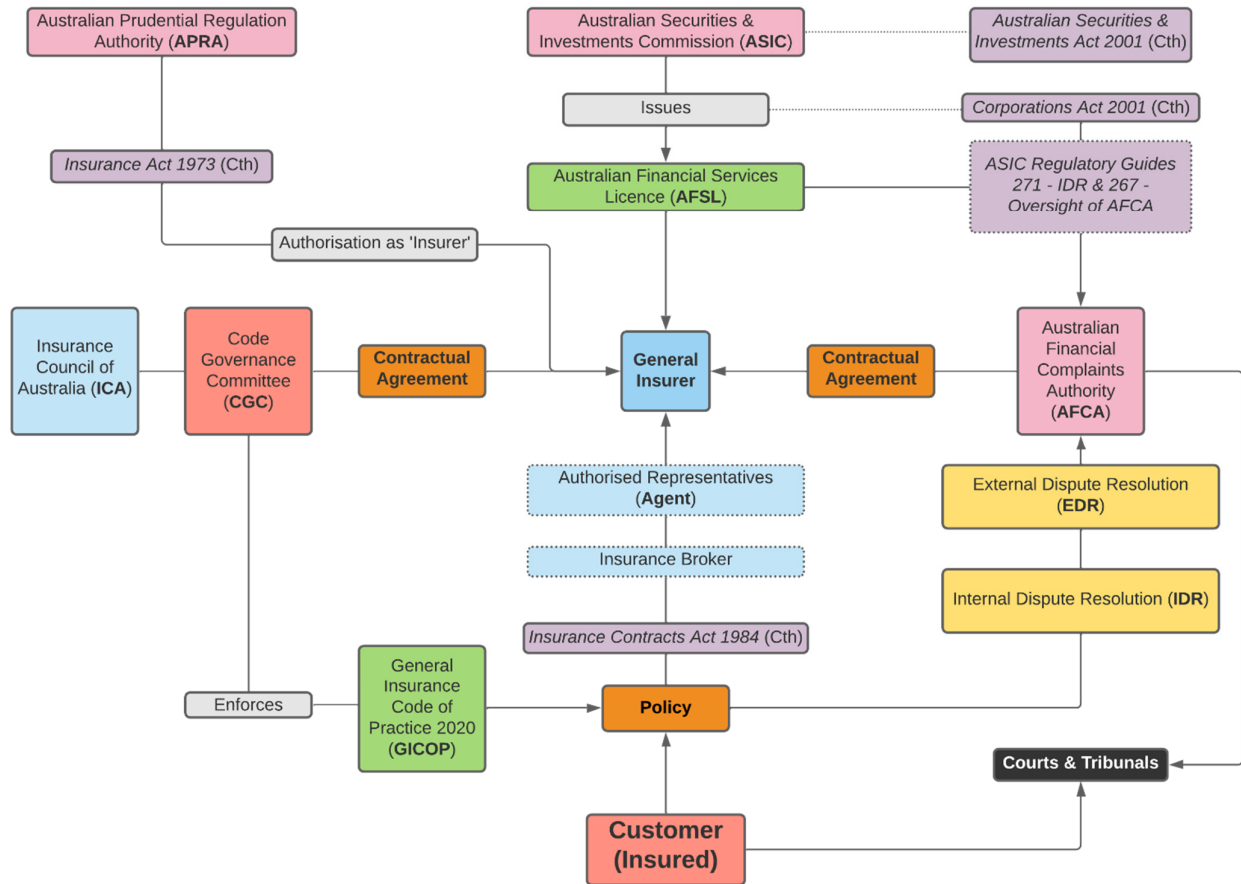 Australian Prudential Regulation
Authority (APRA)
Australian Securities &
Investments Commission (ASIC)
Australian Securities &
Investments Act 2001 (Cth)
Issues
Corporations Act 2001 (Cth)
Insurance Act 1973 (Cth)
Australian Financial Services
Licence (AFSL)
ASIC Regulatory Guides
271 - IDR & 267 -
Oversight of AFCA
Authorisation as 'Insurer'
Insurance
Council of
Australia (ICA)
Code
Governance
Committee
(CGC)
Contractual
Agreement
General
Insurer
Contractual
Agreement
Australian
Financial
Complaints
Authority
(AFCA)
Authorised Representatives
(Agent)
External Dispute Resolution
(EDR)
Insurance Broker
Internal Dispute Resolution (IDR)
Insurance Contracts Act 1984 (Cth)
Enforces
General
Insurance
Code of
Practice 2020
(GICOP)
Policy
Courts & Tribunals
Customer
(Insured)